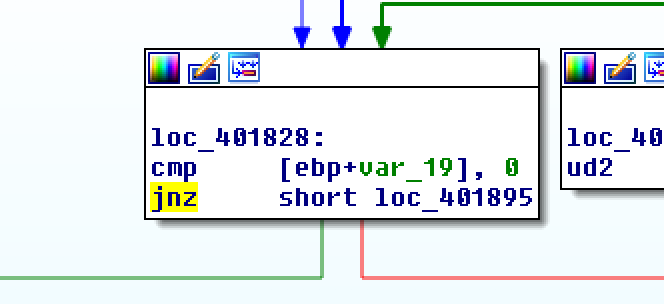 loc_401828:
cmp [ebp+var_19], 0
jnz short loc_401895
loc_40
ud2